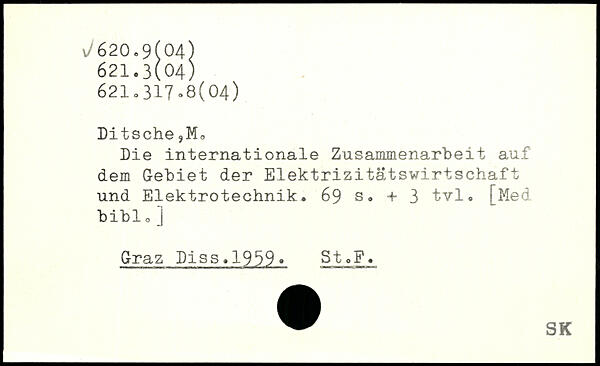 ✓620.9(04)
621.3(04)
621.317.8(04)
Ditsche,M.
Die internationale Zusammenarbeit auf
dem Gebiet der Elektrizitätswirtschaft
und Elektrotechnik. 69 s. + 3 tvl. [Med
bibl.]
Graz Diss.1959. St.F.
SK